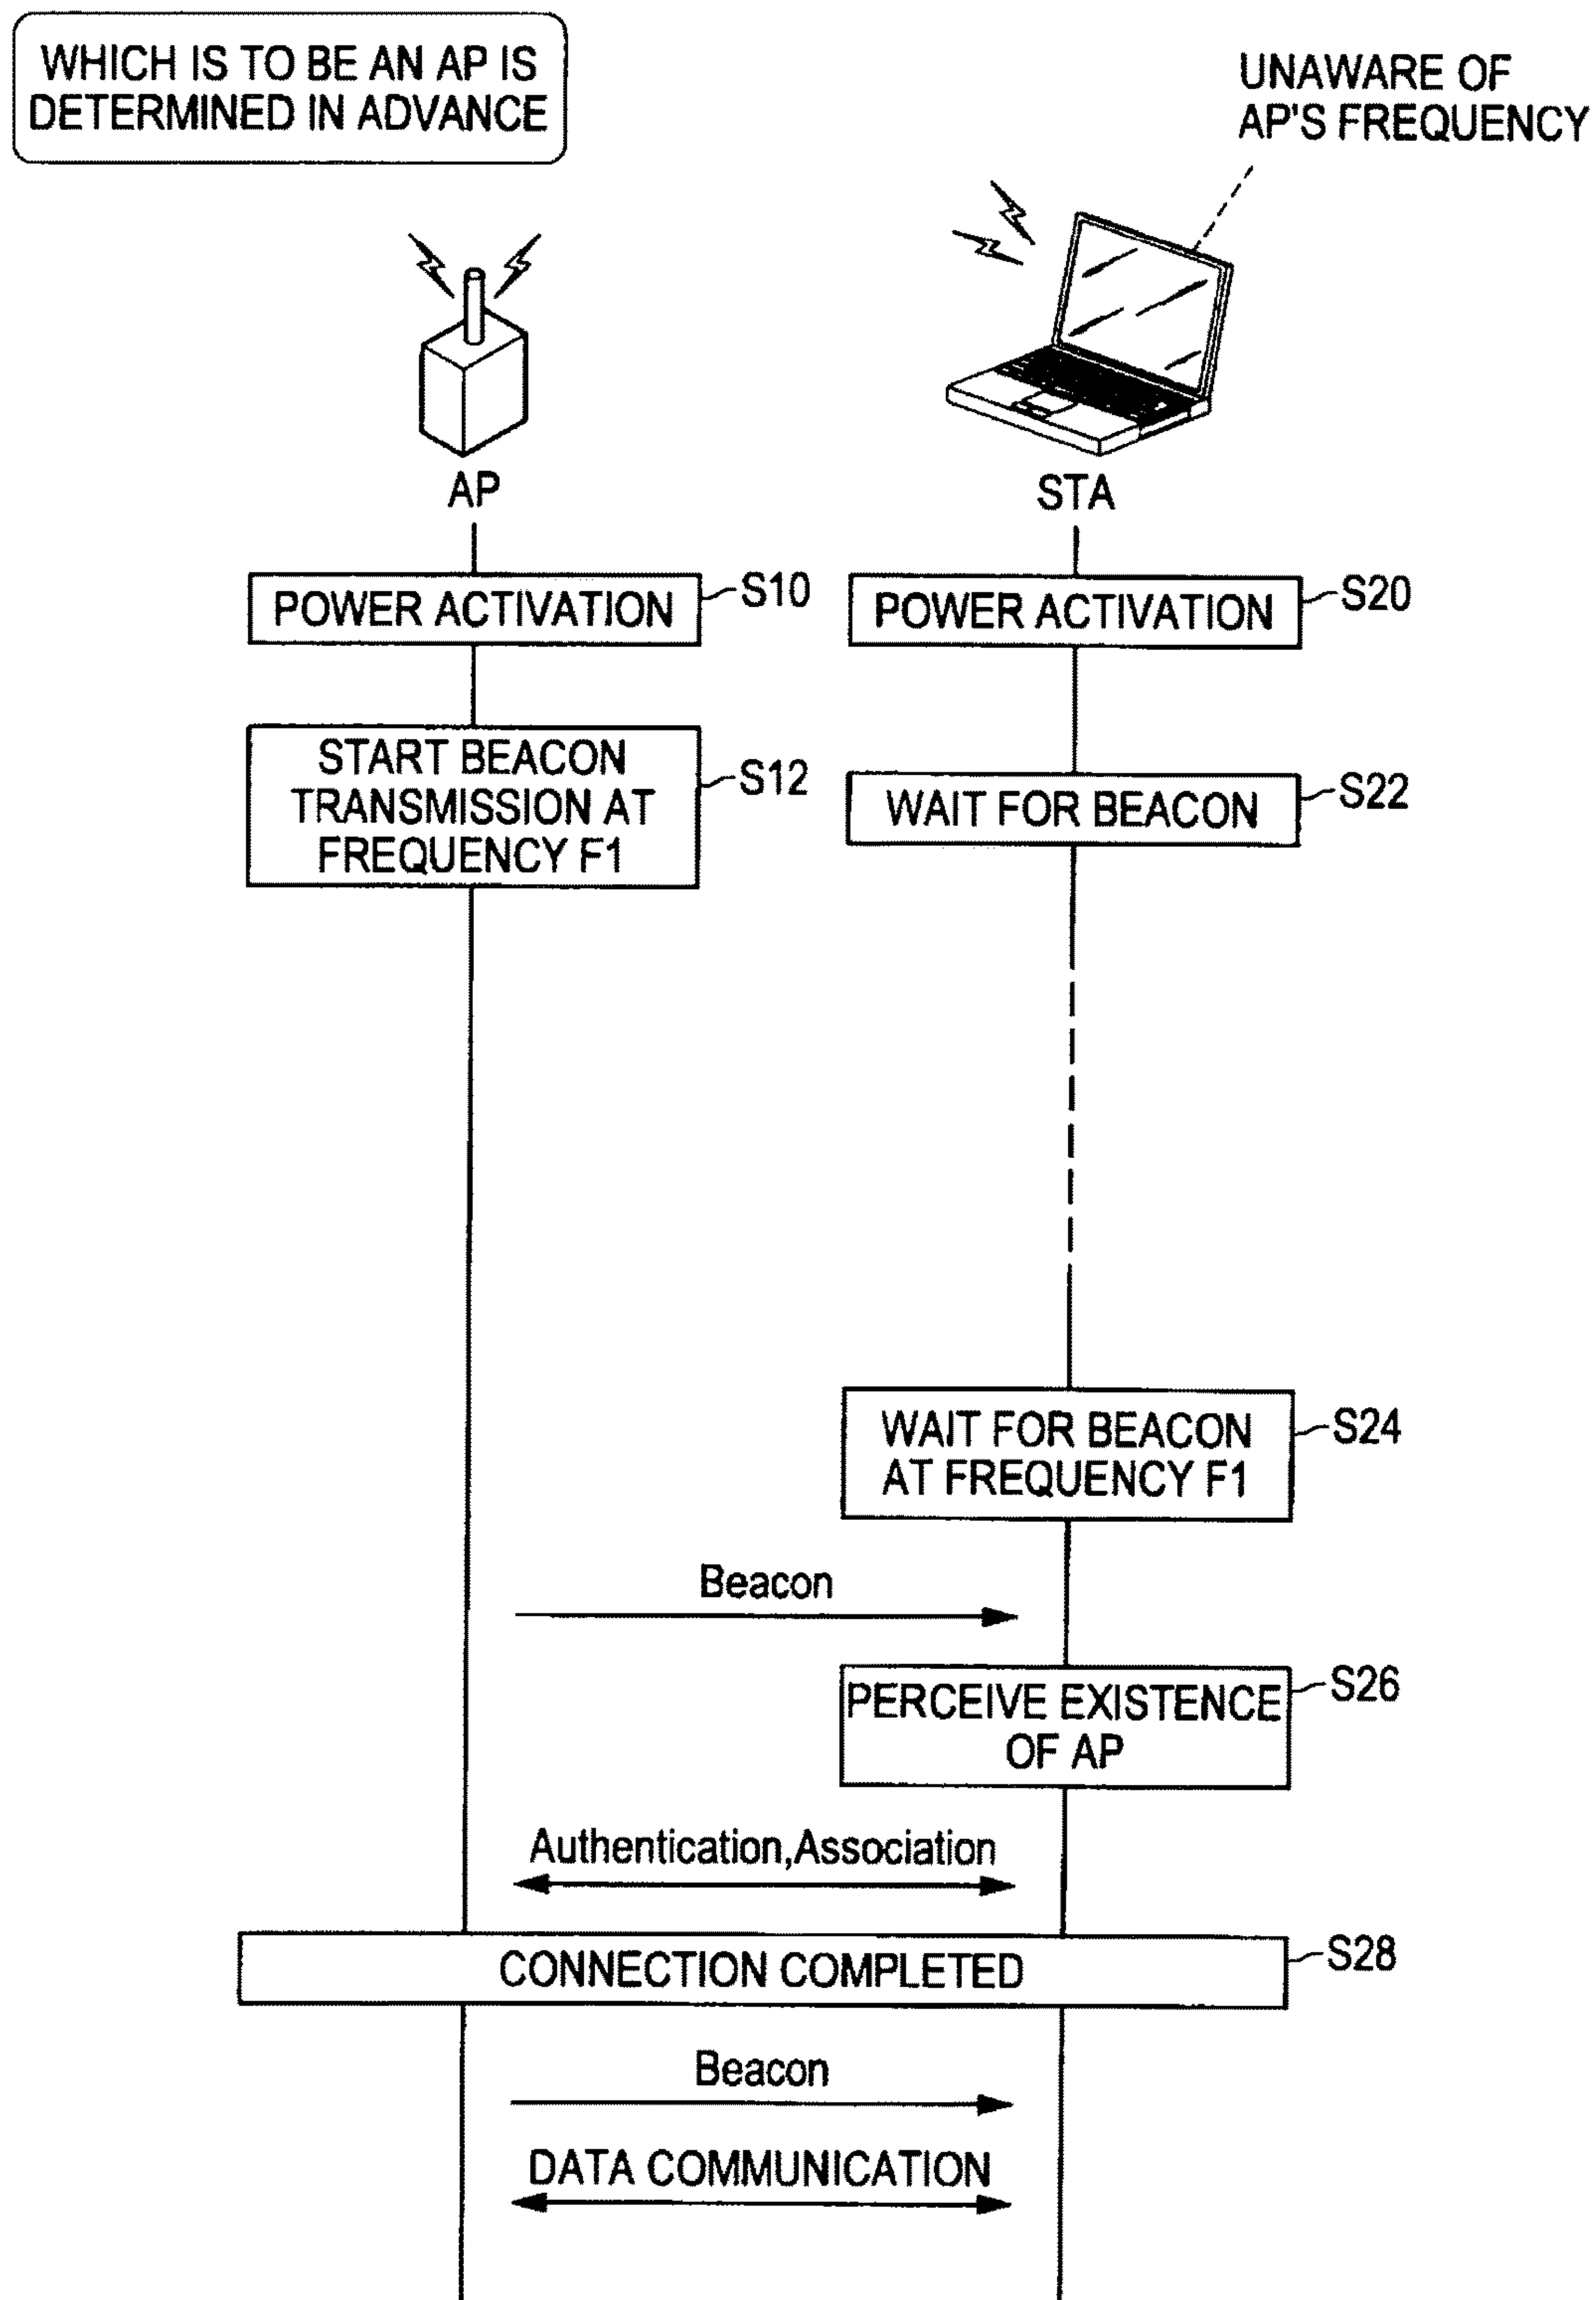 WHICH IS TO BE AN AP IS
DETERMINED IN ADVANCE
UNAWARE OF
AP'S FREQUENCY
AP
STA
POWER ACTIVATION
S10
POWER ACTIVATION
S20
START BEACON
TRANSMISSION AT
FREQUENCY F1
S12
WAIT FOR BEACON
S22
WAIT FOR BEACON
AT FREQUENCY F1
S24
Beacon
PERCEIVE EXISTENCE
OF AP
S26
Authentication,Association
CONNECTION COMPLETED
S28
Beacon
DATA COMMUNICATION